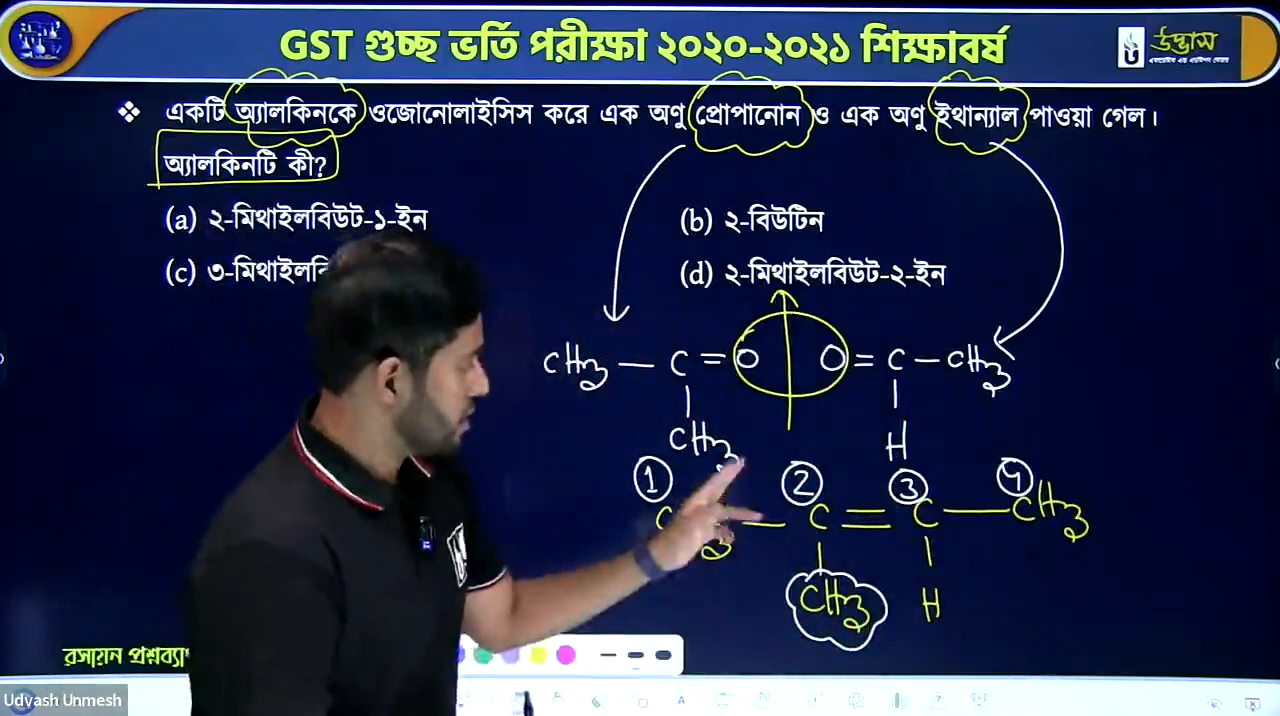 GST গুচ্ছ ভর্তি পরীক্ষা ২০২০-২০২১ শিক্ষাবর্ষ
উদ্ভাস
❖ একটি অ্যালকিনকে ওজোনোলাইসিস করে এক অণু প্রোপানোন ও এক অণু ইথান্যাল পাওয়া গেল।
অ্যালকিনটি কী?
(a) ২-মিথাইলবিউট-১-ইন (b) ২-বিউটিন
(c) ৩-মিথাইলবি (d) ২-মিথাইলবিউট-২-ইন
CH3 — C = O O = C — CH3
CH3 H
1 2 3 4
C 3 — C = C — CH3
CH3 H
রসায়ন প্রশ্নব্যা
Udvash Unmesh